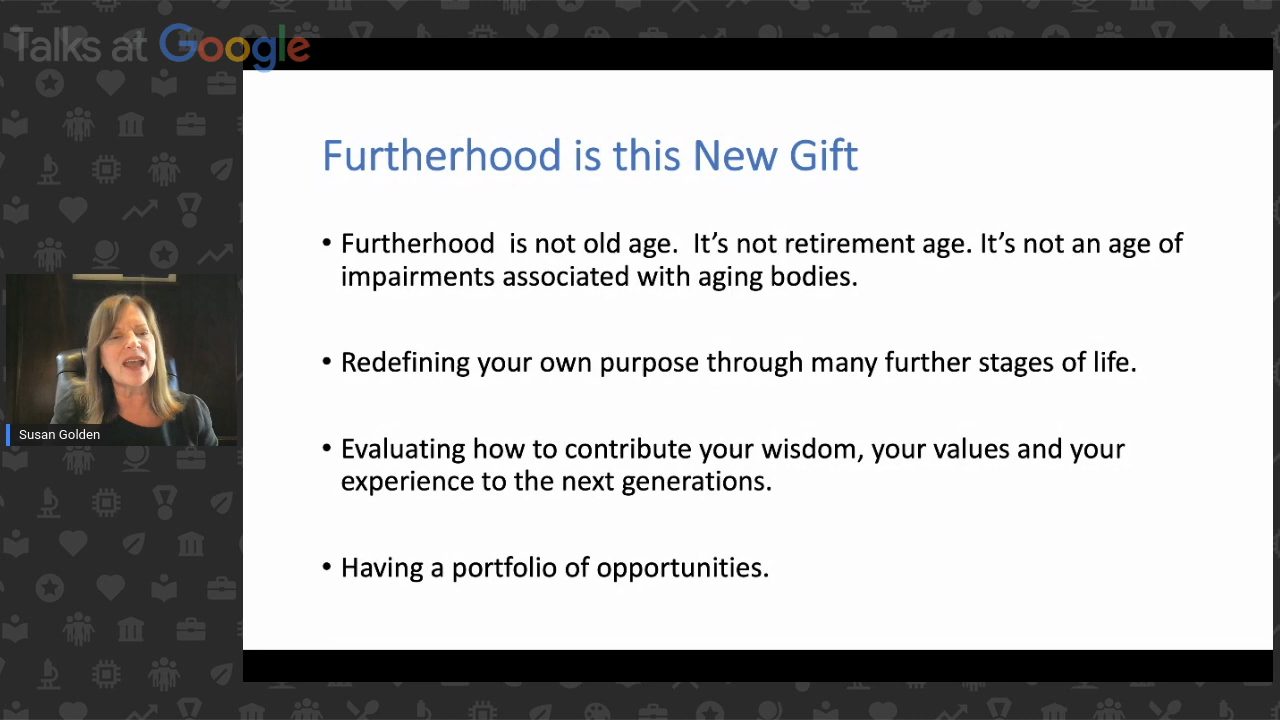 Talks at Google
Furtherhood is this New Gift
• Furtherhood  is not old age.  It’s not retirement age. It’s not an age of
impairments associated with aging bodies.
• Redefining your own purpose through many further stages of life.
• Evaluating how to contribute your wisdom, your values and your
experience to the next generations.
• Having a portfolio of opportunities.
Susan Golden